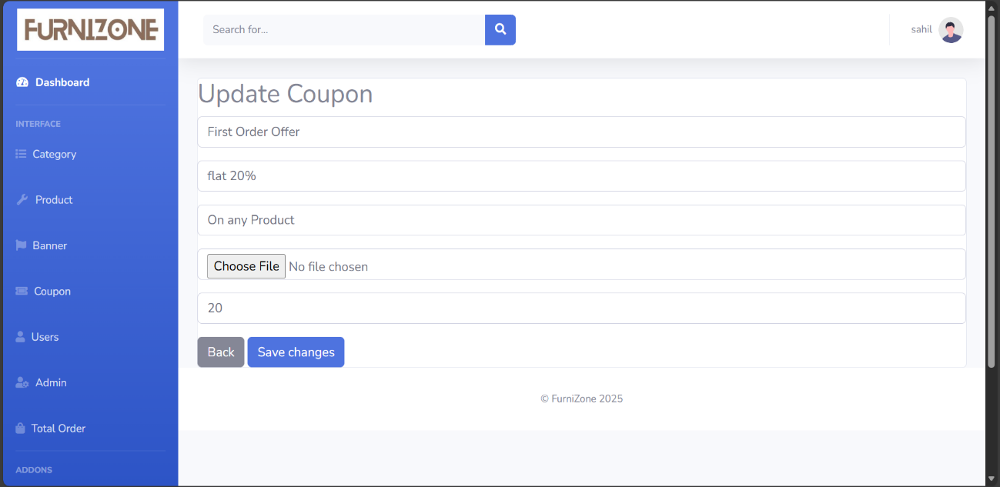 FURNIZONE
Dashboard
INTERFACE
Category
Product
Banner
Coupon
Users
Admin
Total Order
ADDONS
Search for...
sahil
Update Coupon
First Order Offer
flat 20%
On any Product
Choose File No file chosen
20
Back Save changes
© FurniZone 2025